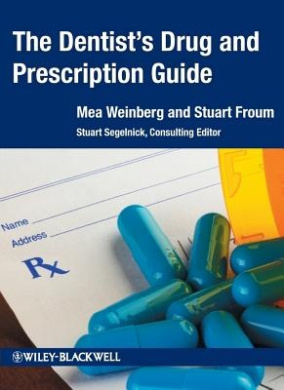 The Dentist's Drug and
Prescription Guide
Mea Weinberg and Stuart Froum
Stuart Segelnick, Consulting Editor
Name
Address
Rx
WILEY-BLACKWELL